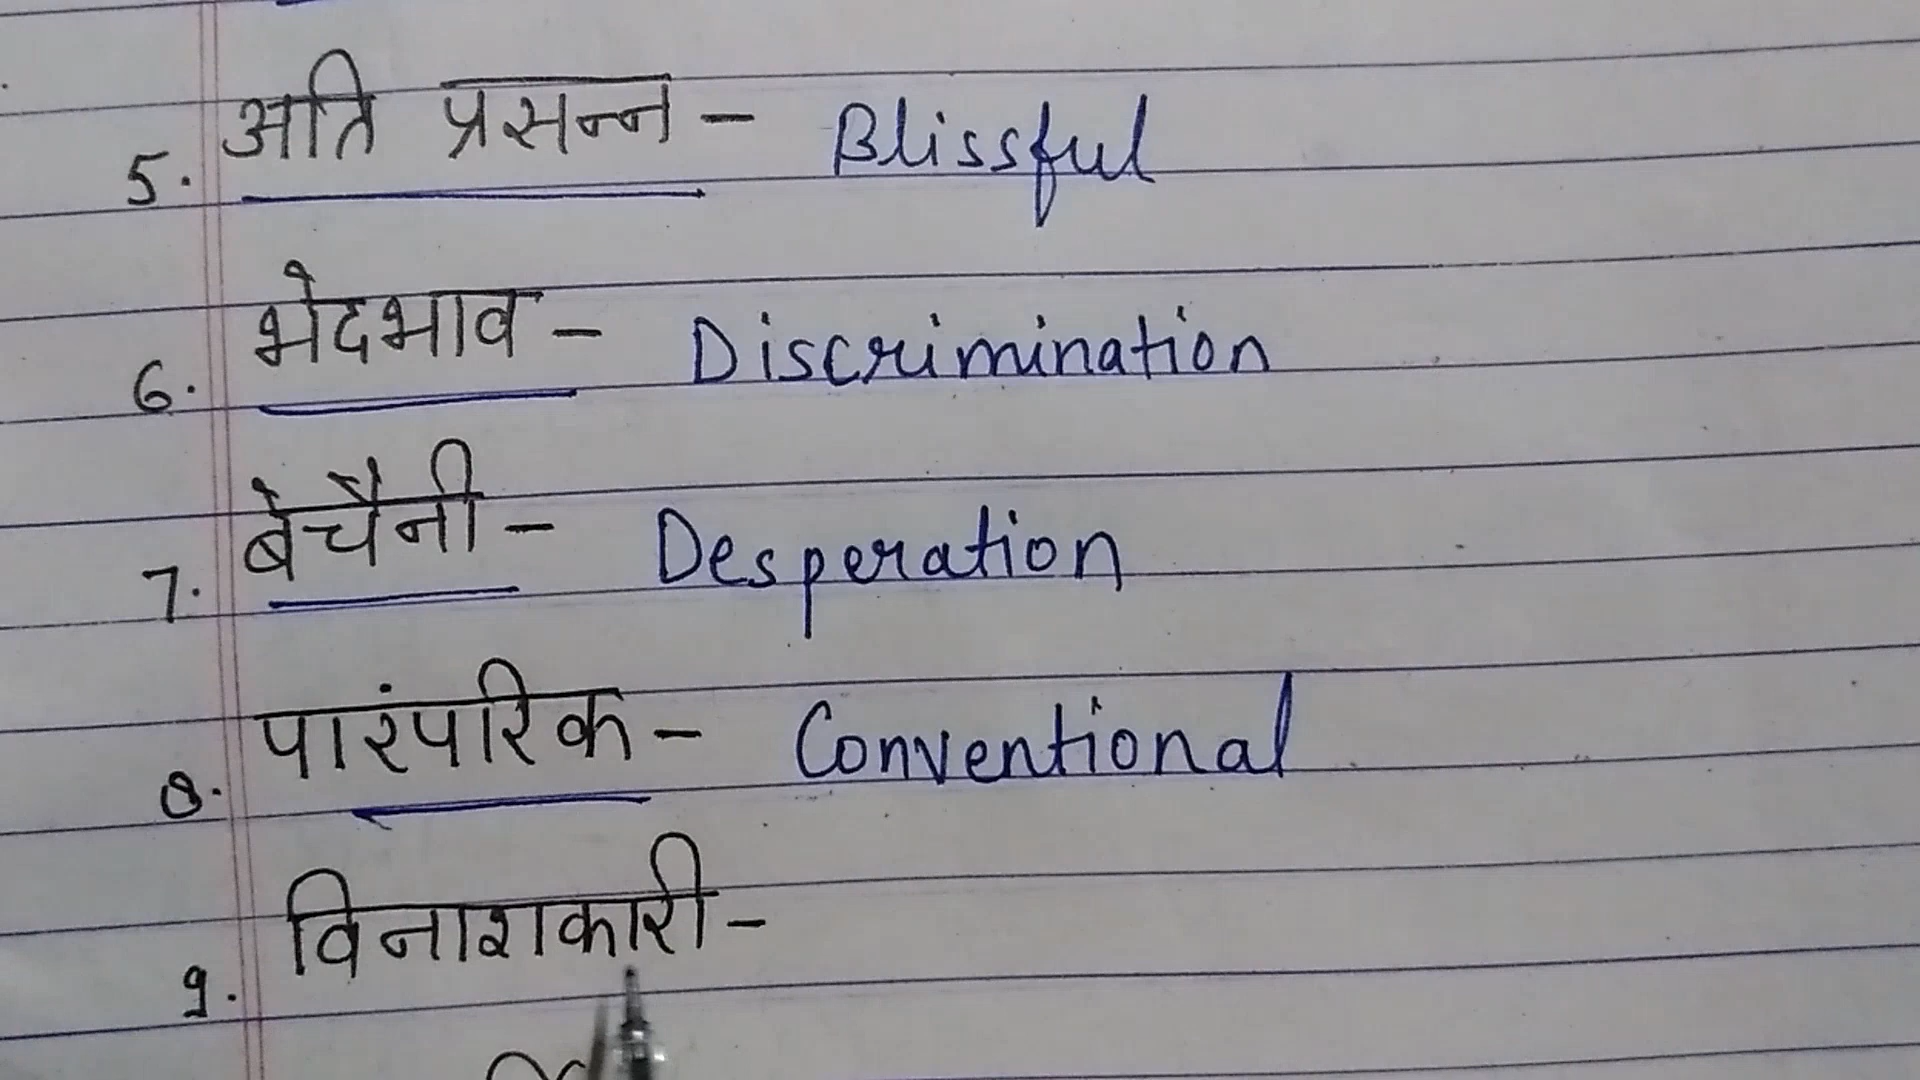 5. अति प्रसन्न - Blissful
6. भेदभाव - Discrimination
7. बेचैनी - Desperation
8. पारंपरिक - Conventional
9. विनाशकारी -